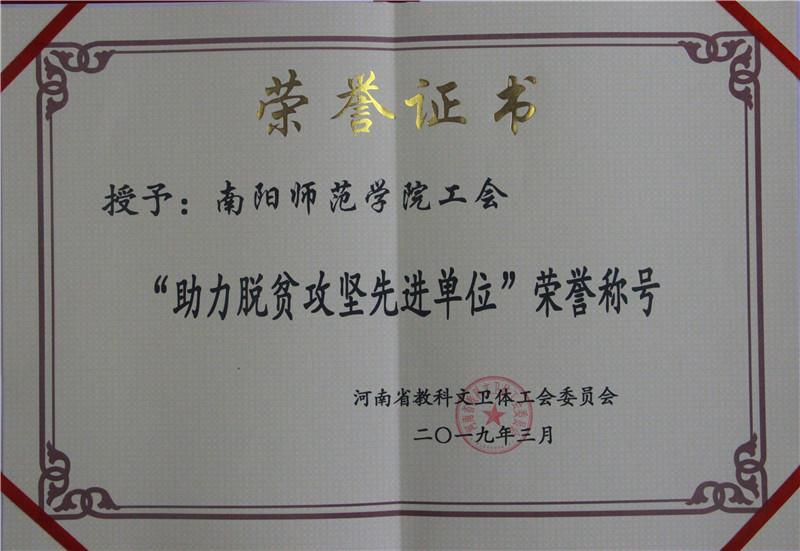 荣誉证书
授予：南阳师范学院工会
“助力脱贫攻坚先进单位”荣誉称号
河南省教科文卫体工会委员会
二〇一九年三月